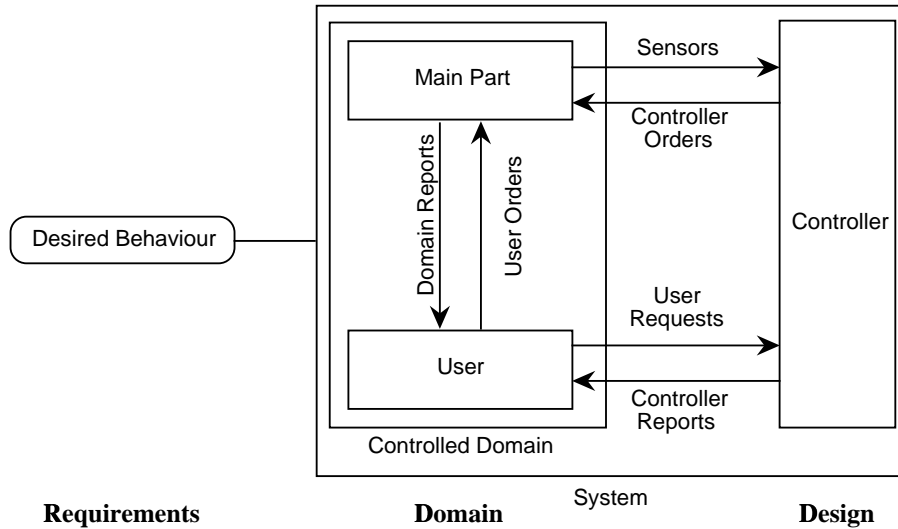 Sensors
Main Part
Controller
Orders
Domain Reports
User Orders
Controller
Desired Behaviour
User
Requests
User
Controller
Reports
Controlled Domain
System
Requirements
Domain
Design